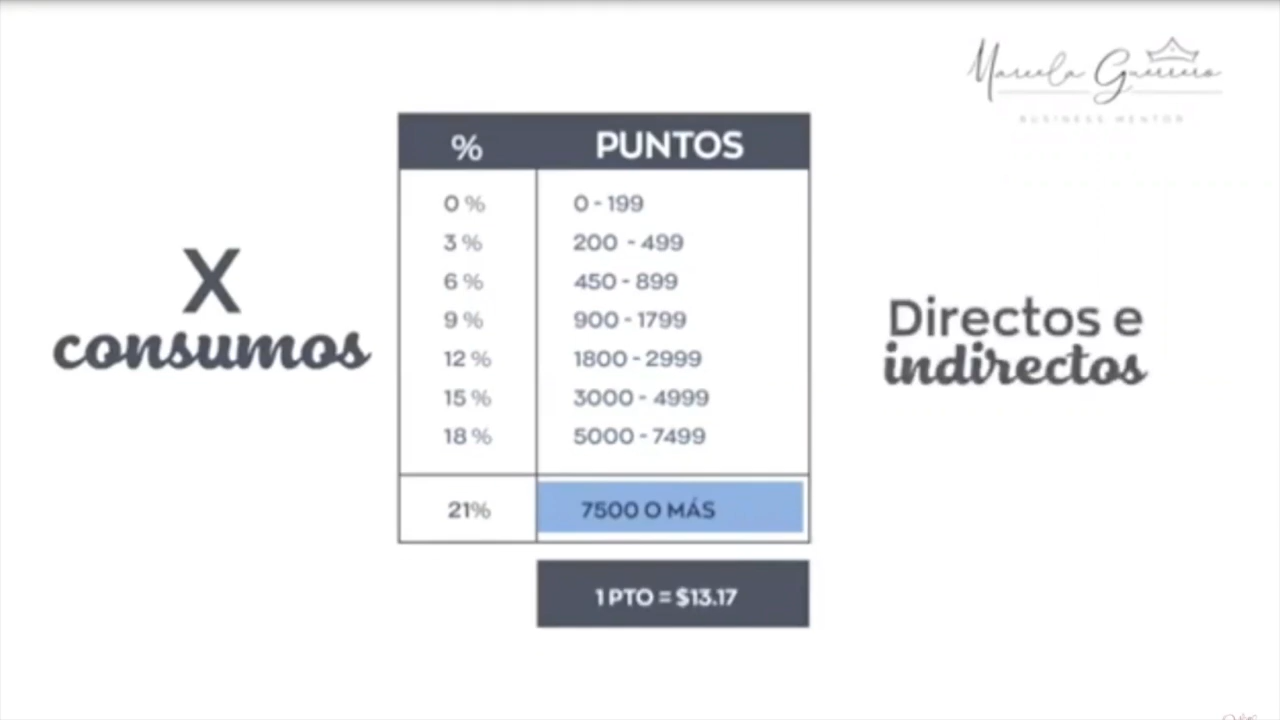 Marcela Guerrero
BUSINESS MENTOR
% PUNTOS
0 % 0 - 199
3 % 200 - 499
6 % 450 - 899
9 % 900 - 1799
12 % 1800 - 2999
15 % 3000 - 4999
18 % 5000 - 7499
21% 7500 O MÁS
1 PTO = $13.17
X
consumos
Directos e
indirectos